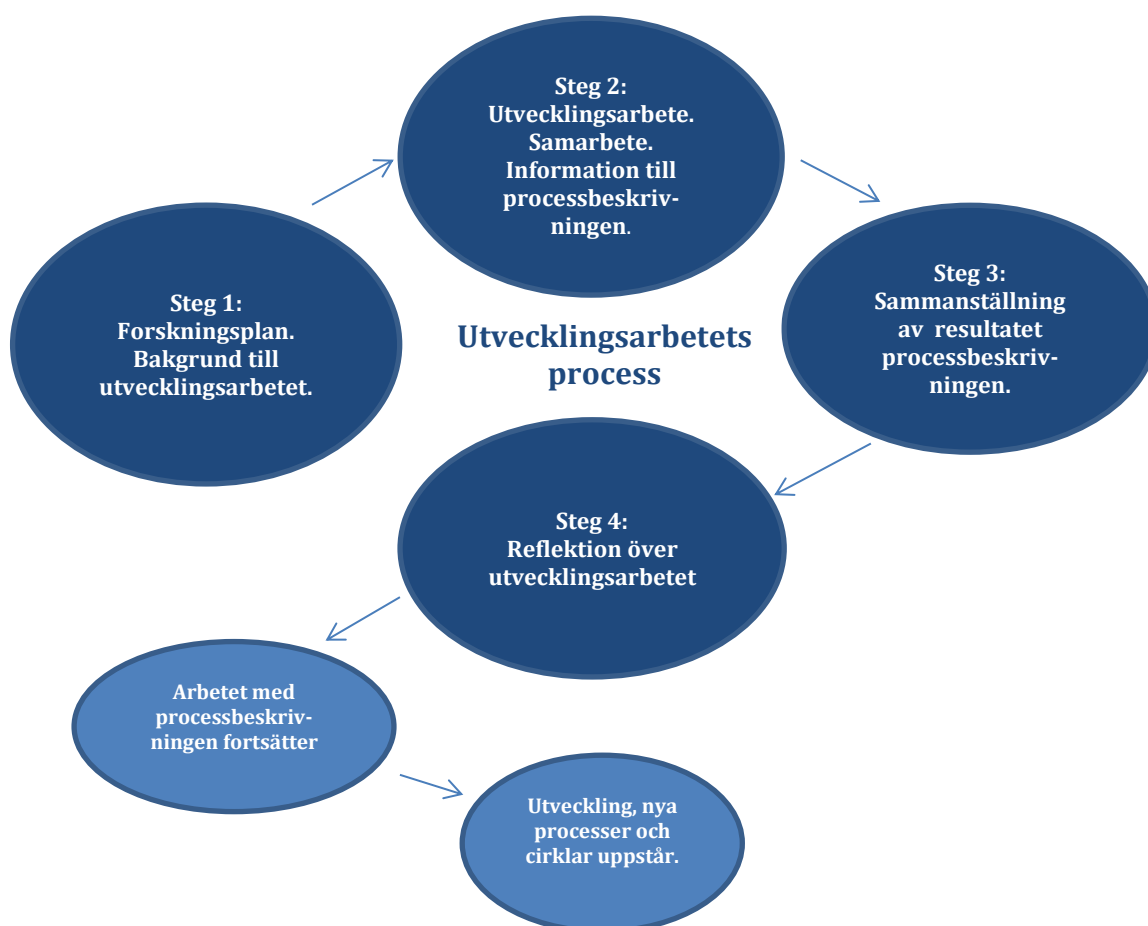 Steg 1:
Forskningsplan.
Bakgrund till
utvecklingsarbetet.
Steg 2:
Utvecklingsarbete.
Samarbete.
Information till
processbeskriv-
ningen.
Steg 3:
Sammanställning
av resultatet
processbeskriv-
ningen.
Utvecklingsarbetets
process
Steg 4:
Reflektion över
utvecklingsarbetet
Arbetet med
processbeskriv-
ningen fortsätter
Utveckling, nya
processer och
cirklar uppstår.